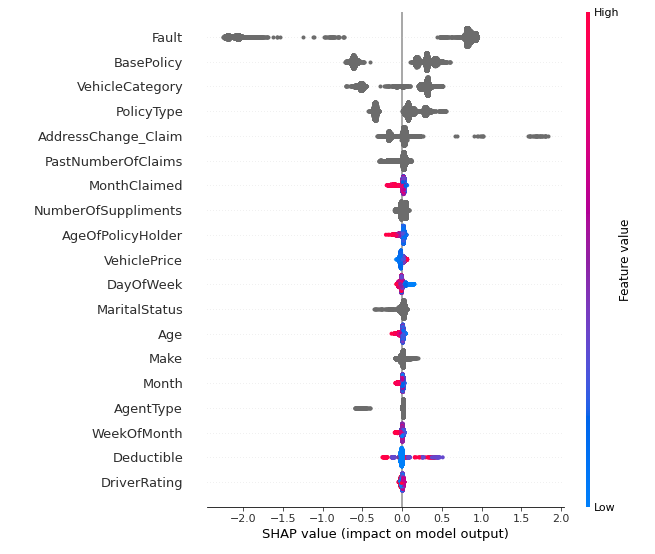 High
Fault
BasePolicy
VehicleCategory
PolicyType
AddressChange_Claim
PastNumberOfClaims
MonthClaimed
NumberOfSuppliments
AgeOfPolicyHolder
VehiclePrice
DayOfWeek
MaritalStatus
Age
Make
Month
AgentType
WeekOfMonth
Deductible
DriverRating
Feature value
Low
−2.0 −1.5 −1.0 −0.5 0.0 0.5 1.0 1.5 2.0
SHAP value (impact on model output)